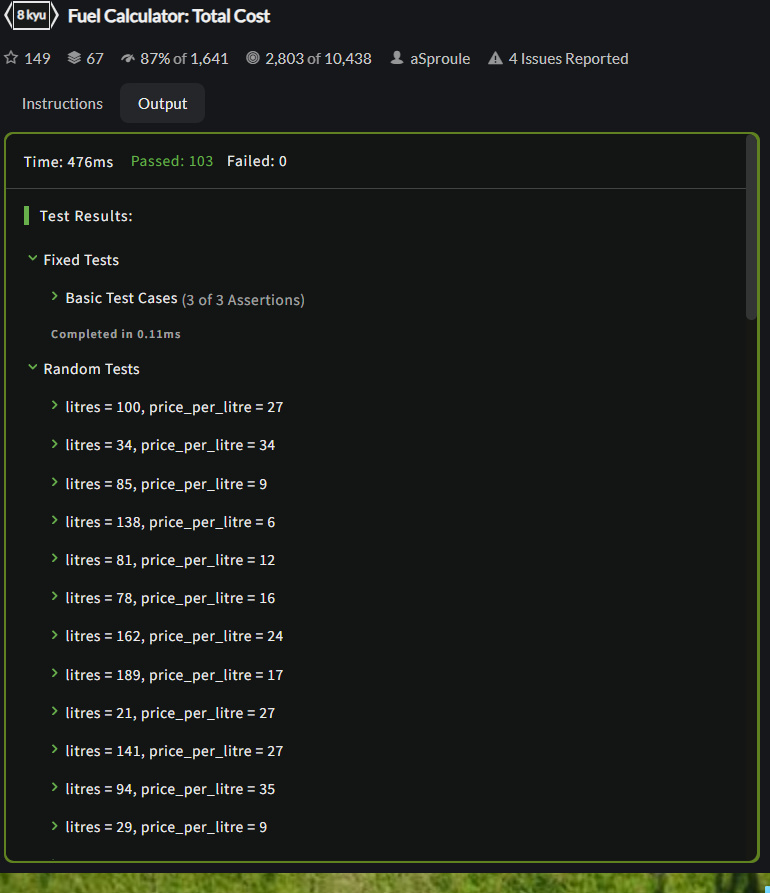 8 kyu Fuel Calculator: Total Cost
149 67 87% of 1,641 2,803 of 10,438 aSproule 4 Issues Reported
Instructions Output
Time: 476ms Passed: 103 Failed: 0
Test Results:
Fixed Tests
Basic Test Cases (3 of 3 Assertions)
Completed in 0.11ms
Random Tests
litres = 100, price_per_litre = 27
litres = 34, price_per_litre = 34
litres = 85, price_per_litre = 9
litres = 138, price_per_litre = 6
litres = 81, price_per_litre = 12
litres = 78, price_per_litre = 16
litres = 162, price_per_litre = 24
litres = 189, price_per_litre = 17
litres = 21, price_per_litre = 27
litres = 141, price_per_litre = 27
litres = 94, price_per_litre = 35
litres = 29, price_per_litre = 9